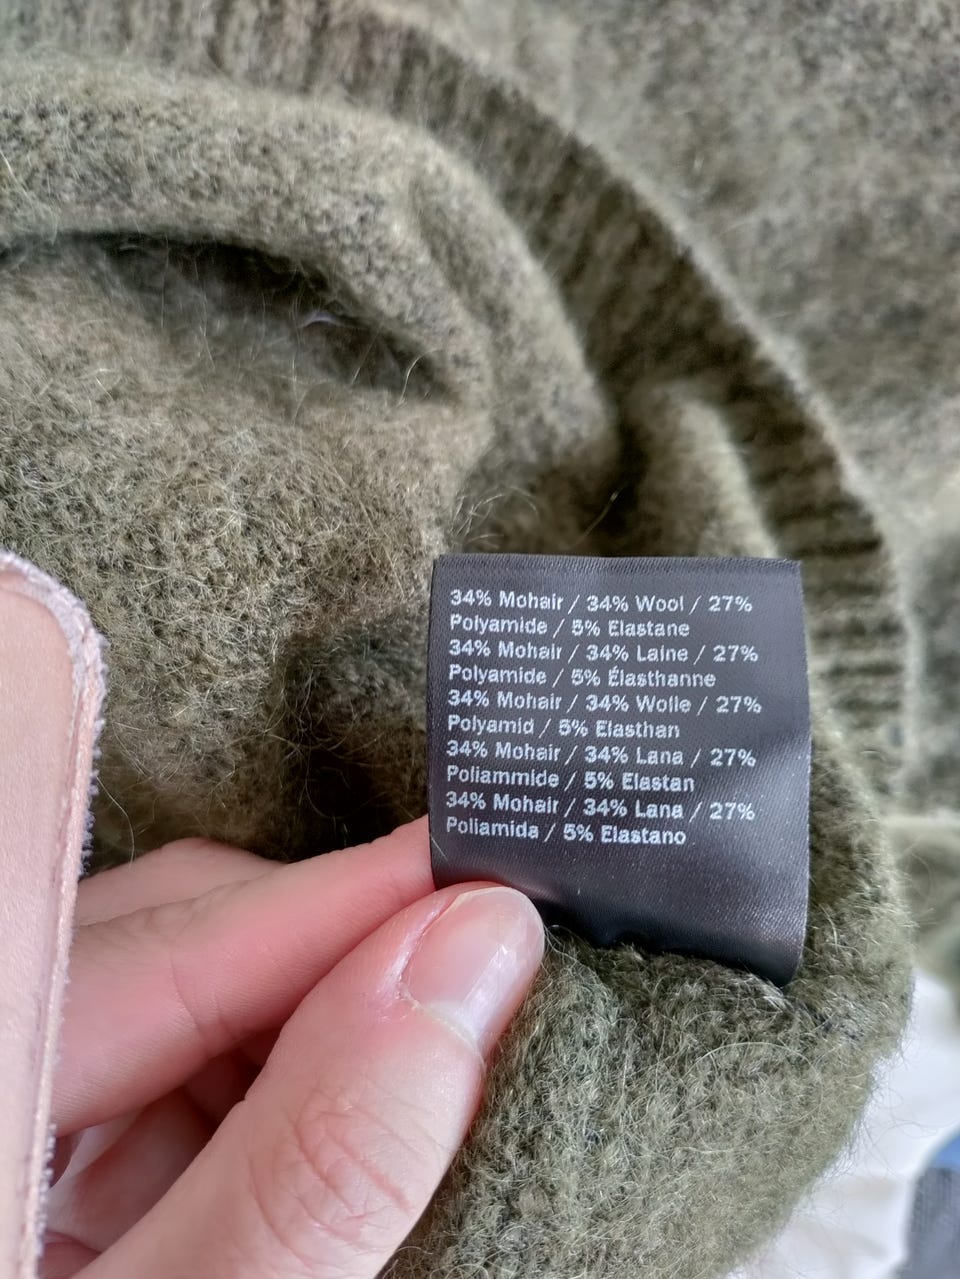 34% Mohair / 34% Wool / 27%
Polyamide / 5% Elastane
34% Mohair / 34% Laine / 27%
Polyamide / 5% Élasthanne
34% Mohair / 34% Wolle / 27%
Polyamid / 5% Elasthan
34% Mohair / 34% Lana / 27%
Poliammide / 5% Elastan
34% Mohair / 34% Lana / 27%
Poliamida / 5% Elastano